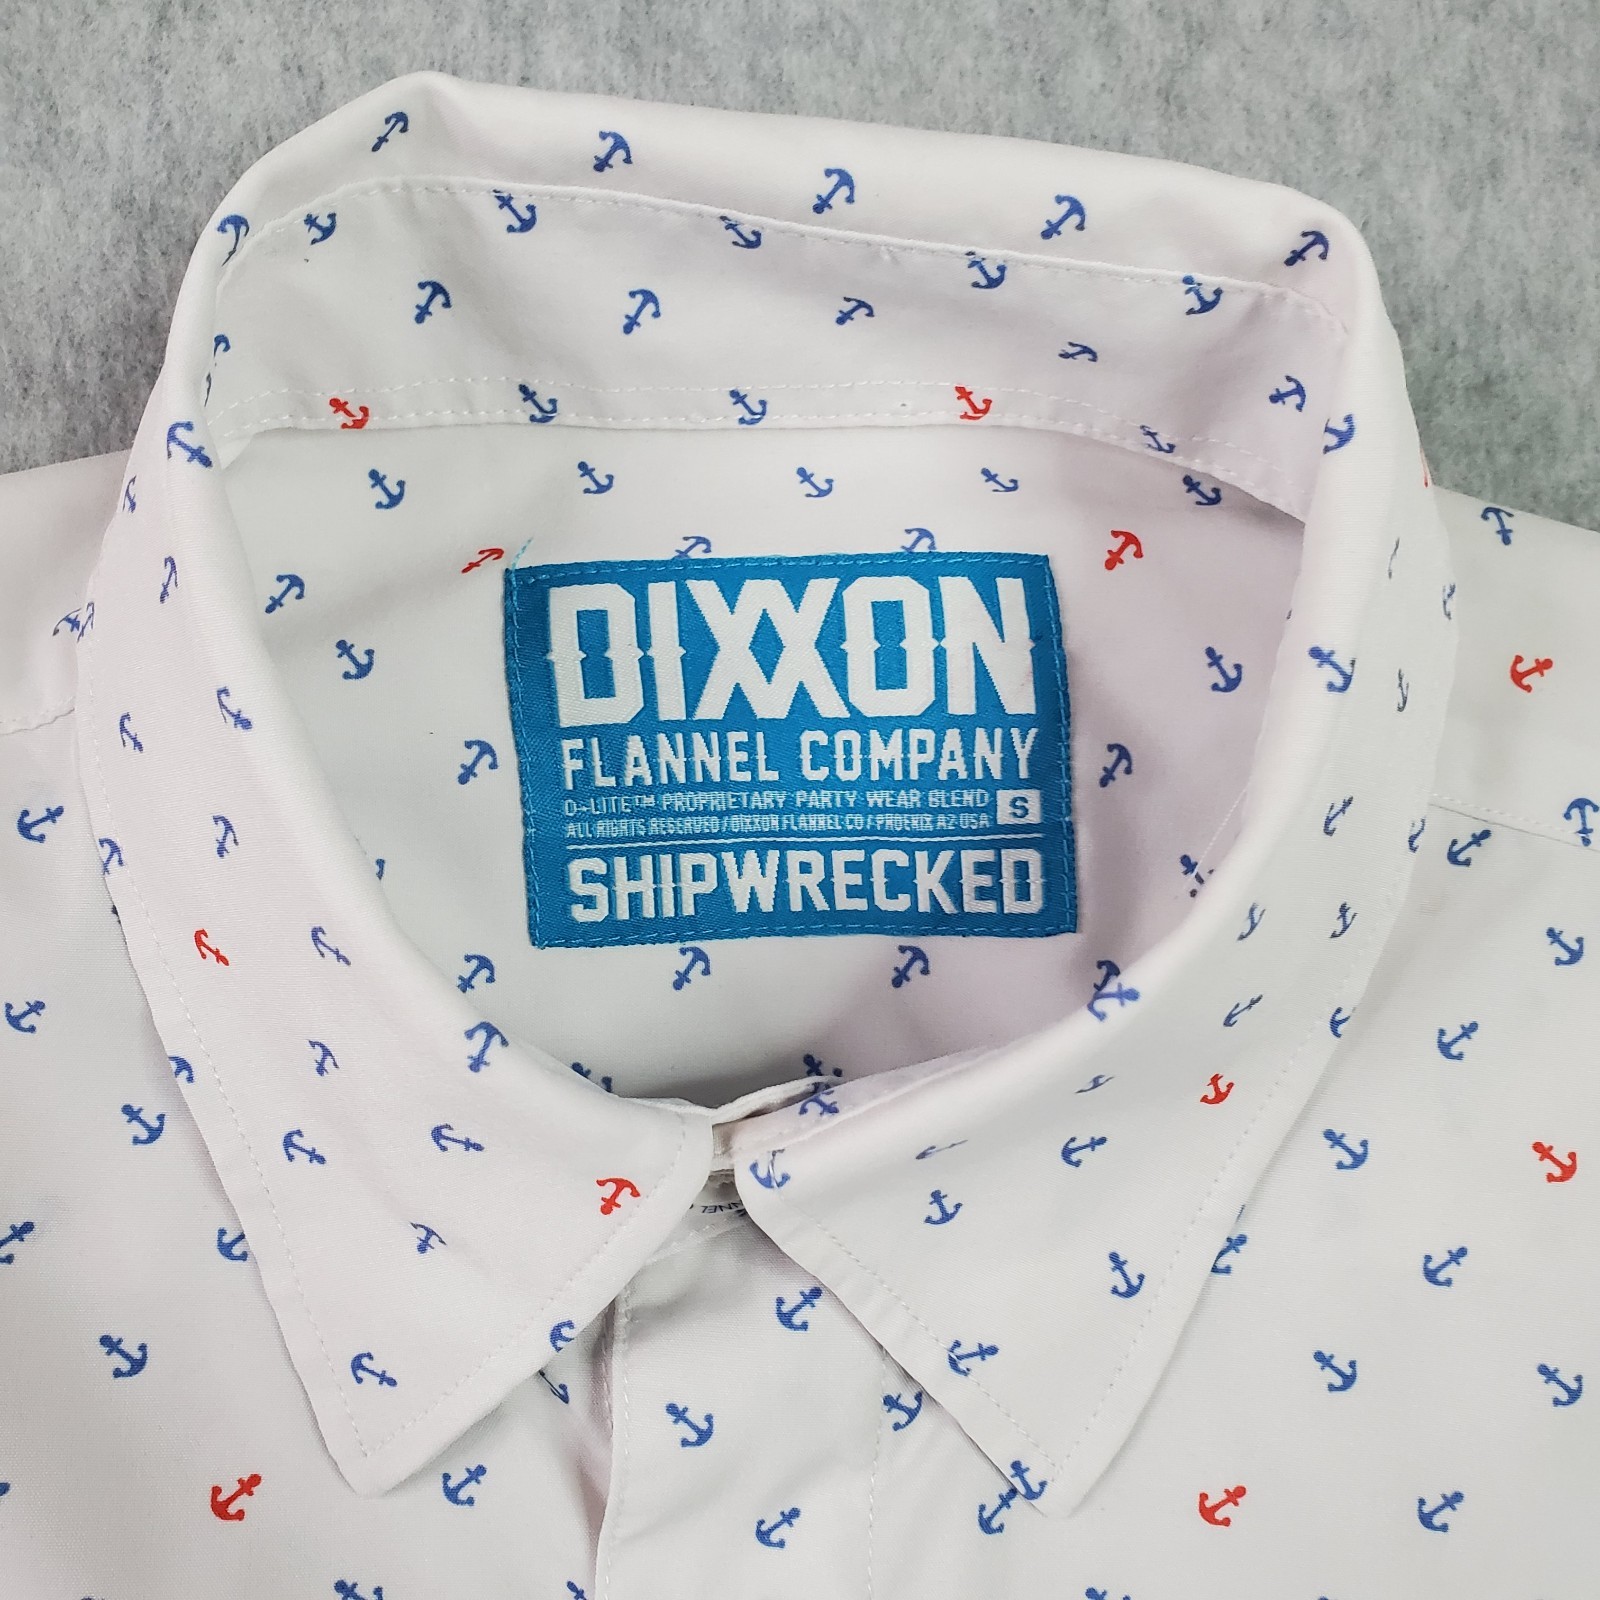 DIXXON
FLANNEL COMPANY
D-LITE™ PROPRIETARY PARTY WEAR BLEND
S
ALL RIGHTS RESERVED / DIXXON FLANNEL CO / PHOENIX AZ USA
SHIPWRECKED